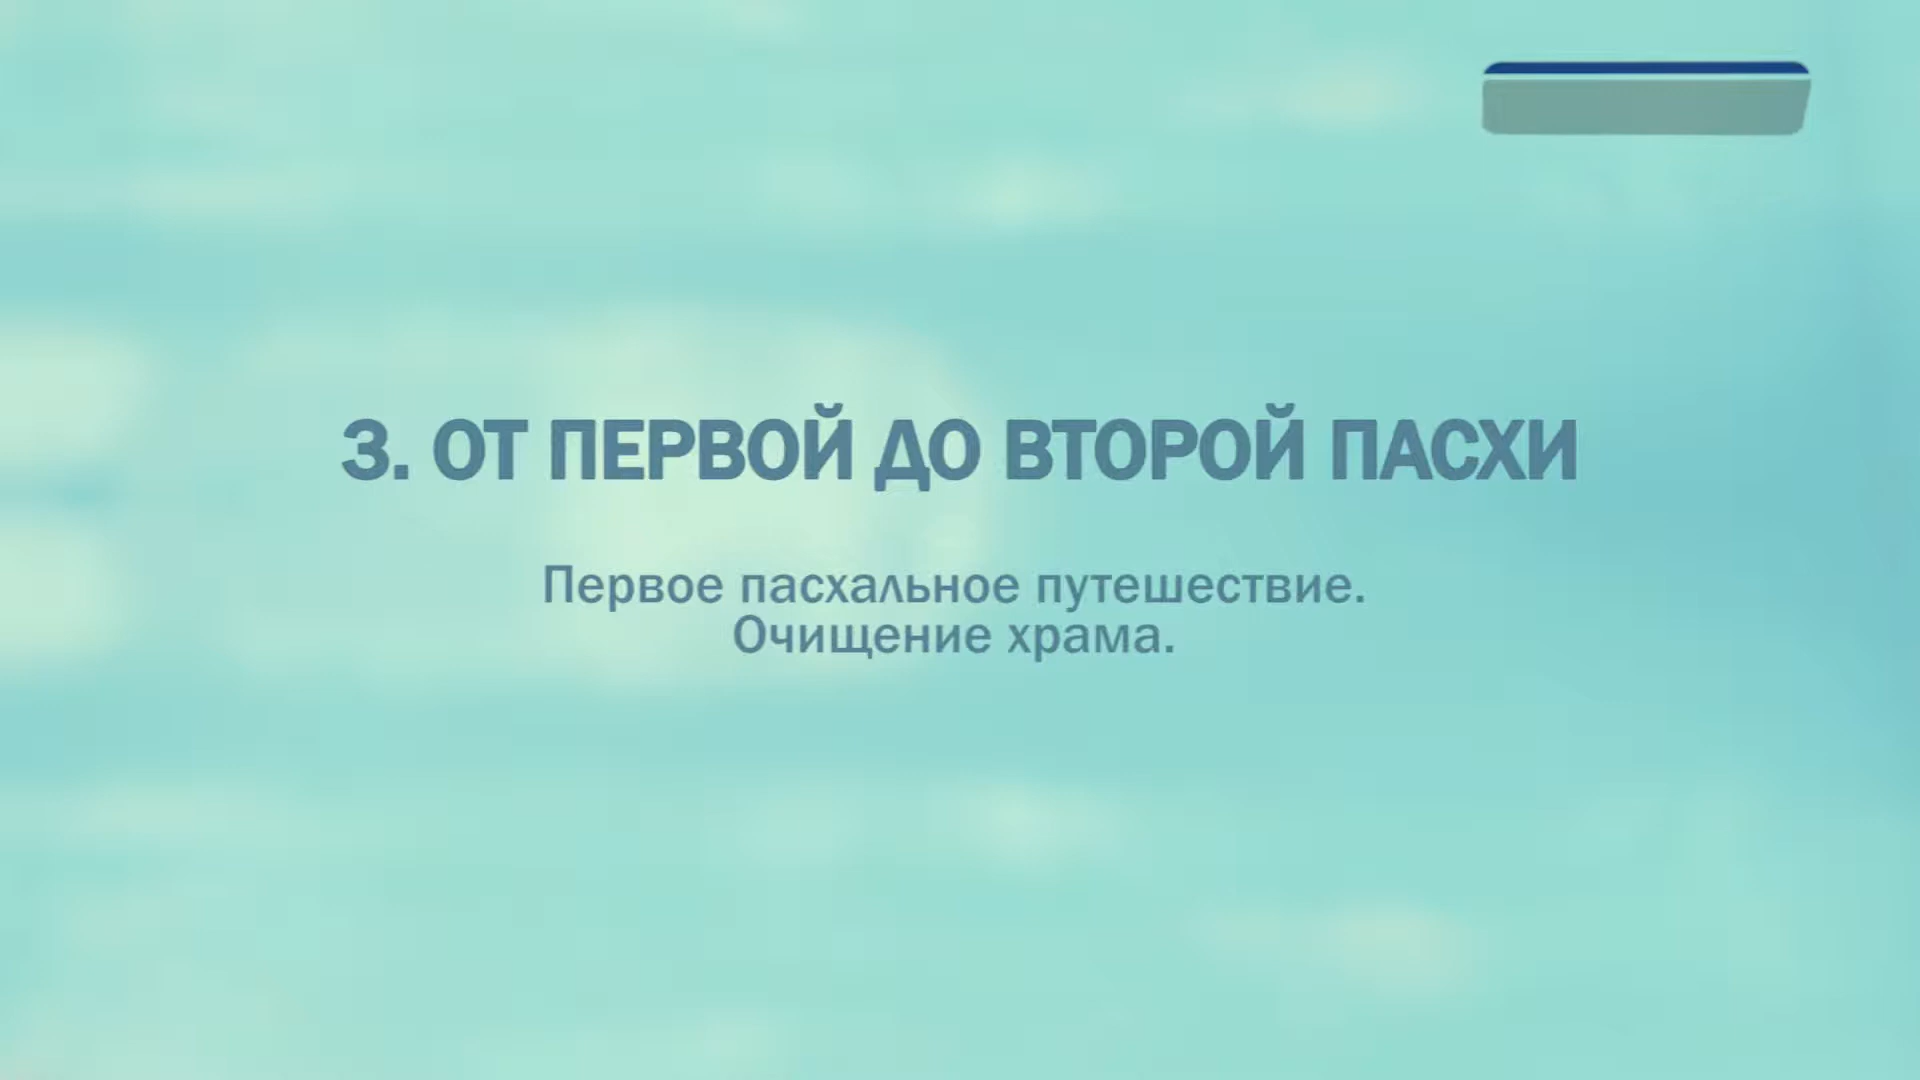 3. ОТ ПЕРВОЙ ДО ВТОРОЙ ПАСХИ
Первое пасхальное путешествие.
Очищение храма.